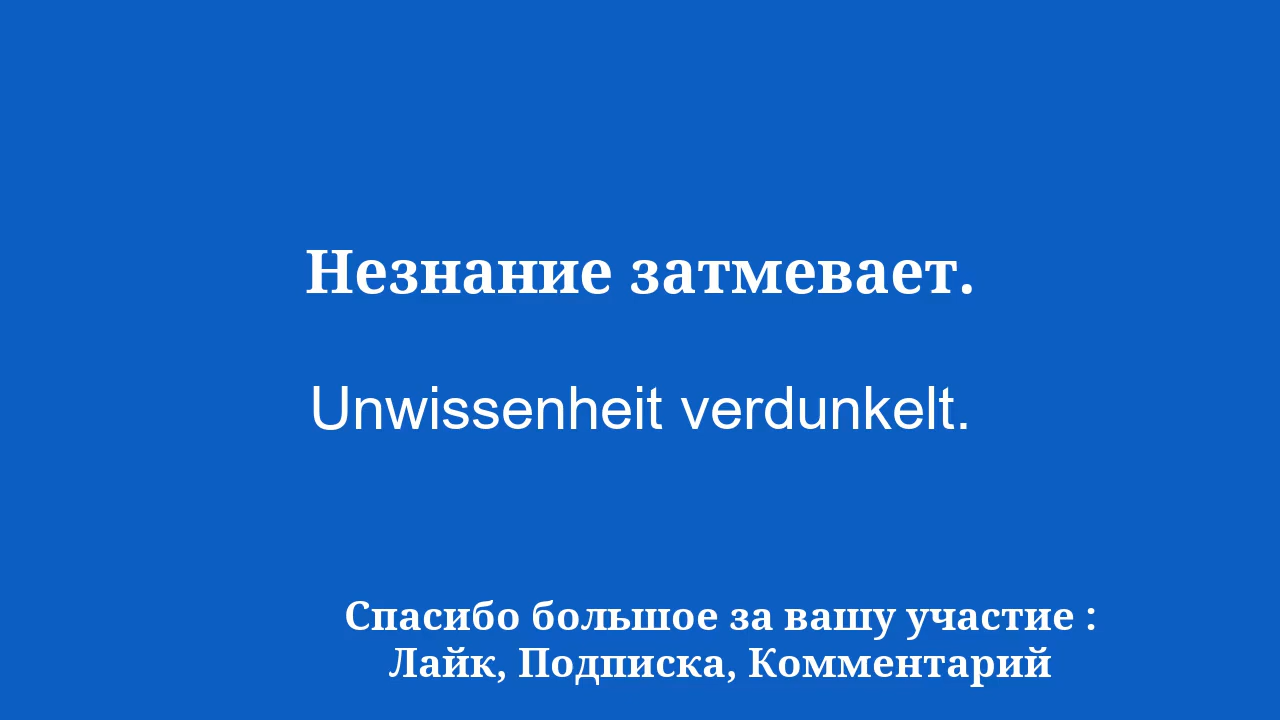 Незнание затмевает.
Unwissenheit verdunkelt.
Спасибо большое за вашу участие :
Лайк, Подписка, Комментарий